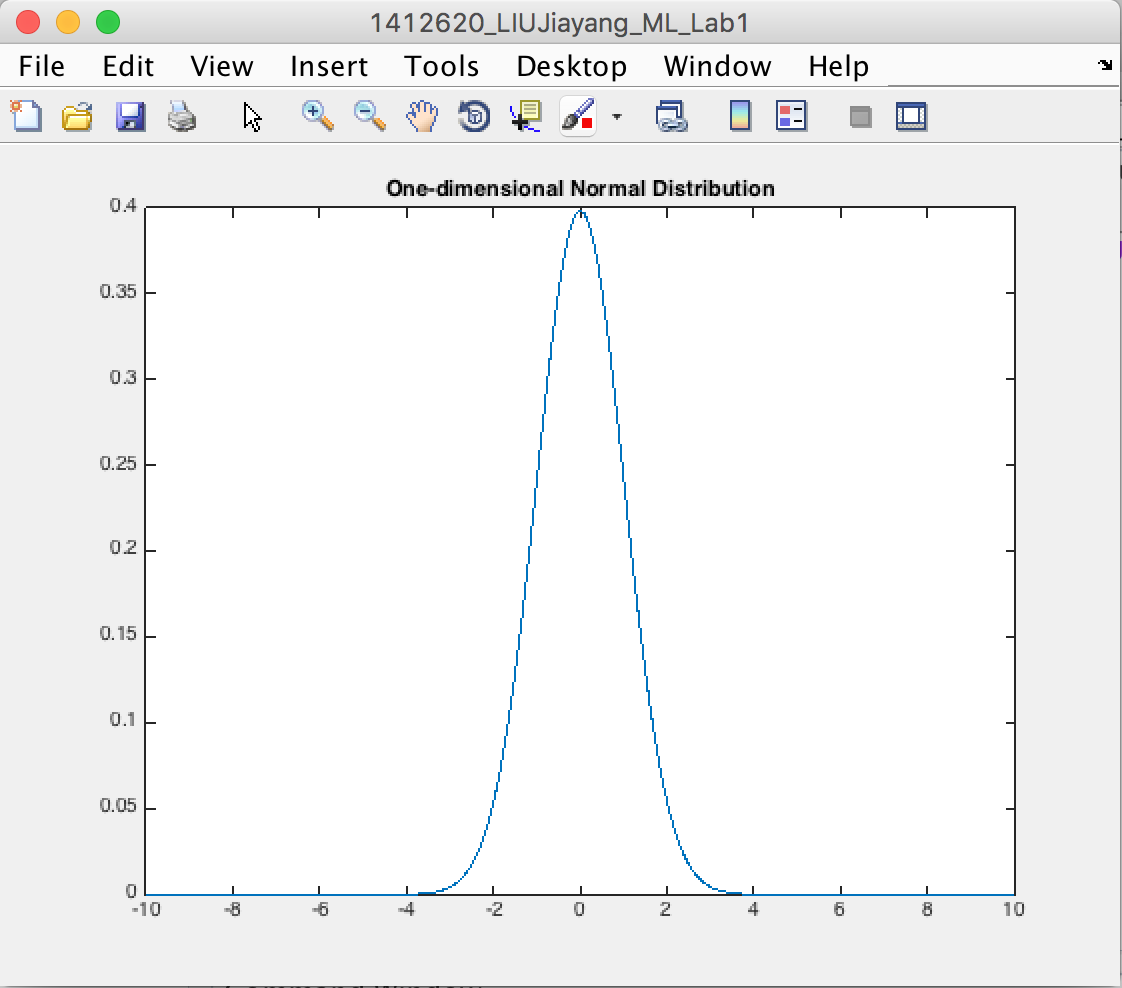 1412620_LIUJiayang_ML_Lab1
File Edit View Insert Tools Desktop Window Help
One-dimensional Normal Distribution
0.4
0.35
0.3
0.25
0.2
0.15
0.1
0.05
0
-10 -8 -6 -4 -2 0 2 4 6 8 10